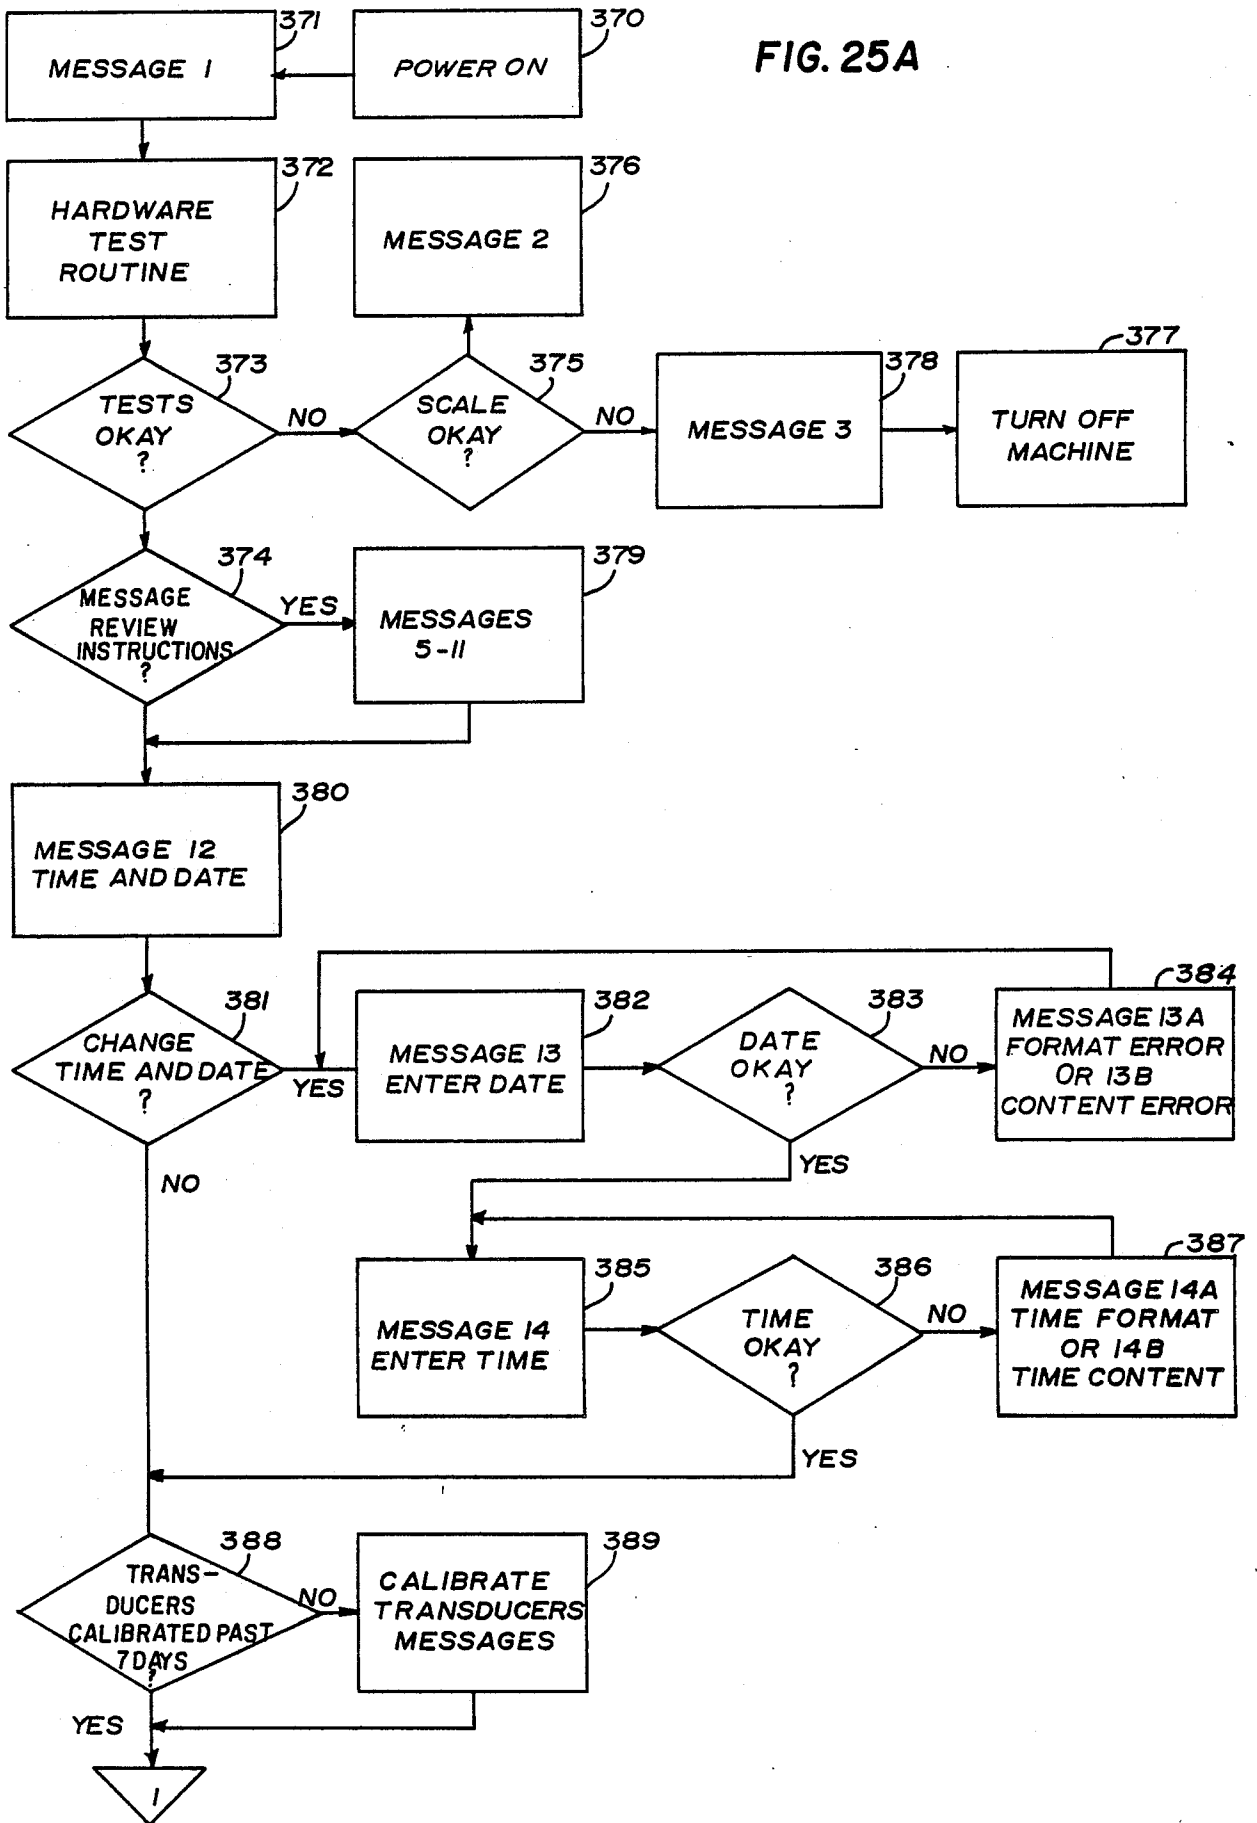 FIG. 25A
371
370
MESSAGE 1
POWER ON
372
376
HARDWARE
TEST
ROUTINE
MESSAGE 2
373
375
378
377
TESTS
OKAY
?
NO
SCALE
OKAY
?
NO
MESSAGE 3
TURN OFF
MACHINE
374
379
MESSAGE
REVIEW
INSTRUCTIONS
?
YES
MESSAGES
5-11
380
MESSAGE 12
TIME AND DATE
381
382
383
384
CHANGE
TIME AND DATE
?
YES
NO
MESSAGE 13
ENTER DATE
DATE
OKAY
?
NO
YES
MESSAGE 13A
FORMAT ERROR
OR 13B
CONTENT ERROR
385
386
387
MESSAGE 14
ENTER TIME
TIME
OKAY
?
NO
YES
MESSAGE 14A
TIME FORMAT
OR 14B
TIME CONTENT
388
389
TRANS-
DUCERS
CALIBRATED PAST
7 DAYS
?
NO
YES
CALIBRATE
TRANSDUCERS
MESSAGES
1